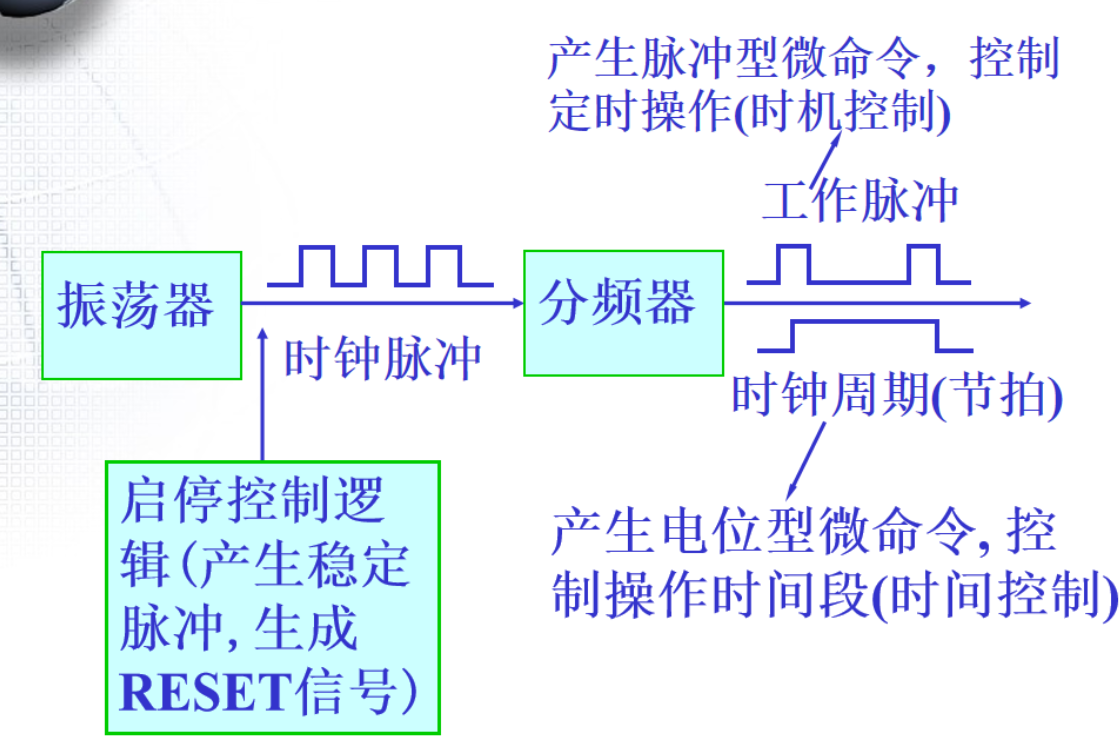 产生脉冲型微命令，控制
定时操作(时机控制)
工作脉冲
振荡器
分频器
时钟脉冲
时钟周期(节拍)
启停控制逻
辑(产生稳定
脉冲,生成
RESET信号)
产生电位型微命令,控
制操作时间段(时间控制)